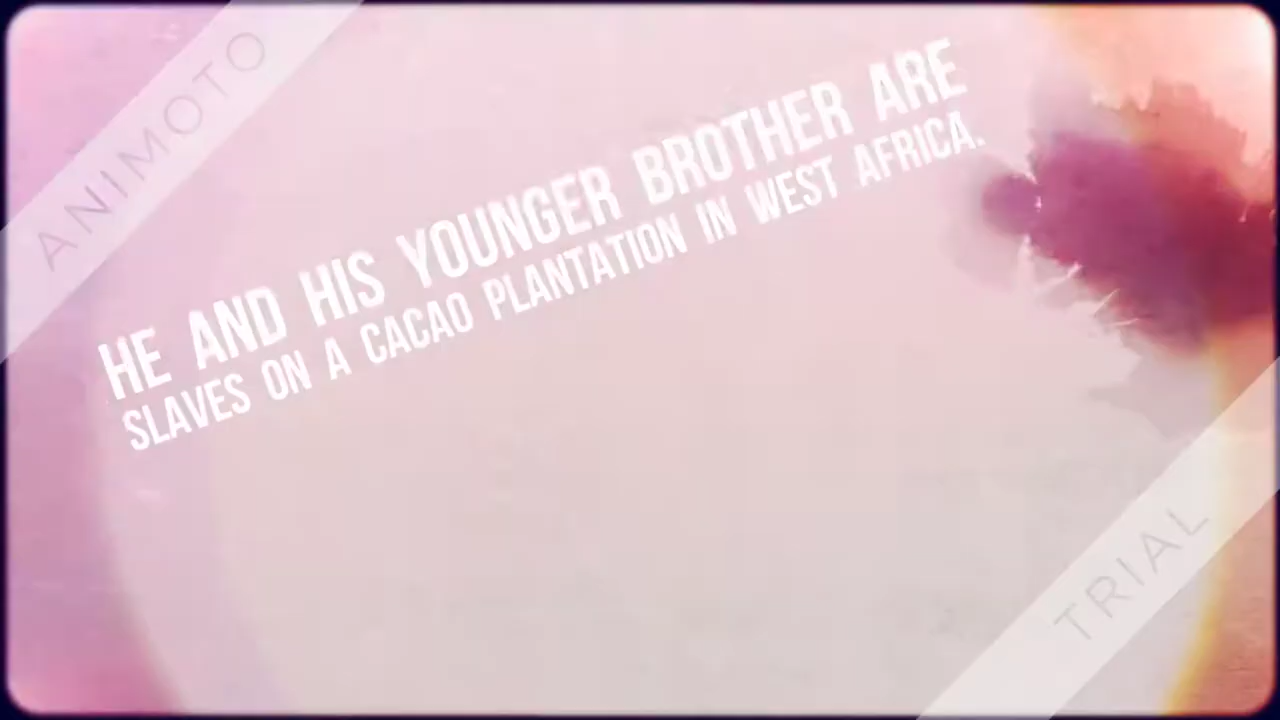 ANIMOTO
HE AND HIS YOUNGER BROTHER ARE
SLAVES ON A CACAO PLANTATION IN WEST AFRICA.
TRIAL